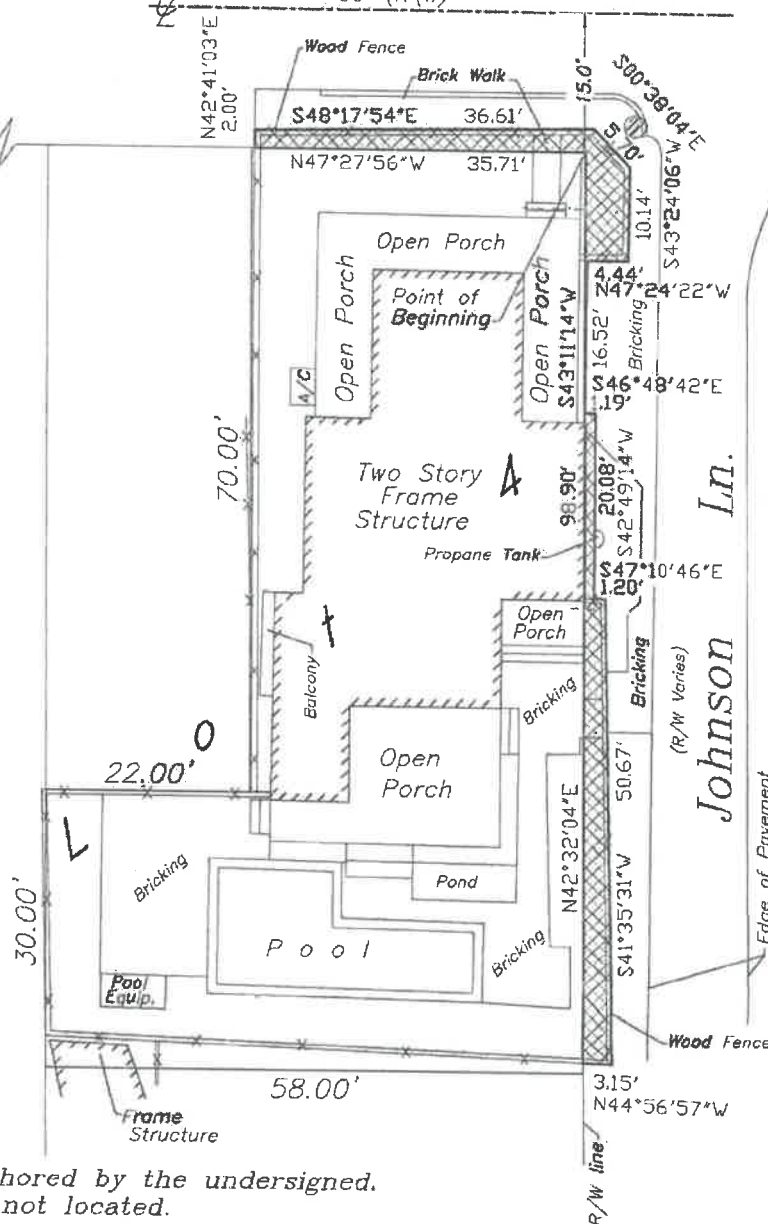 N42°41'03"E
2.00'
Wood Fence
Brick Walk
15.0'
S00°38'04"E
5.0'
S48°17'54"E 36.61'
N47°27'56"W 35.71'
10.14'
S43°24'06"W
Open Porch
Open Porch
Open Porch
Point of
Beginning
S43°11'14"W
98.90'
4.44'
N47°24'22"W
16.52'
Bricking
S46°48'42"E
.19'
A/C
70.00'
Two Story
Frame
Structure
4
20.08'
S42°49'14"W
Propane Tank
S47°10'46"E
1.20'
Open
Porch
Balcony
t
Bricking
Bricking
(R/W Varies)
Johnson Ln.
O
22.00'
L
Open
Porch
50.67'
S41°35'31"W
N42°32'04"E
Edge of Pavement
Bricking
Pond
30.00'
Pool
Bricking
Pool
Equip.
Wood Fence
58.00'
3.15'
N44°56'57"W
Frame
Structure
R/W line
hored by the undersigned.
not located.